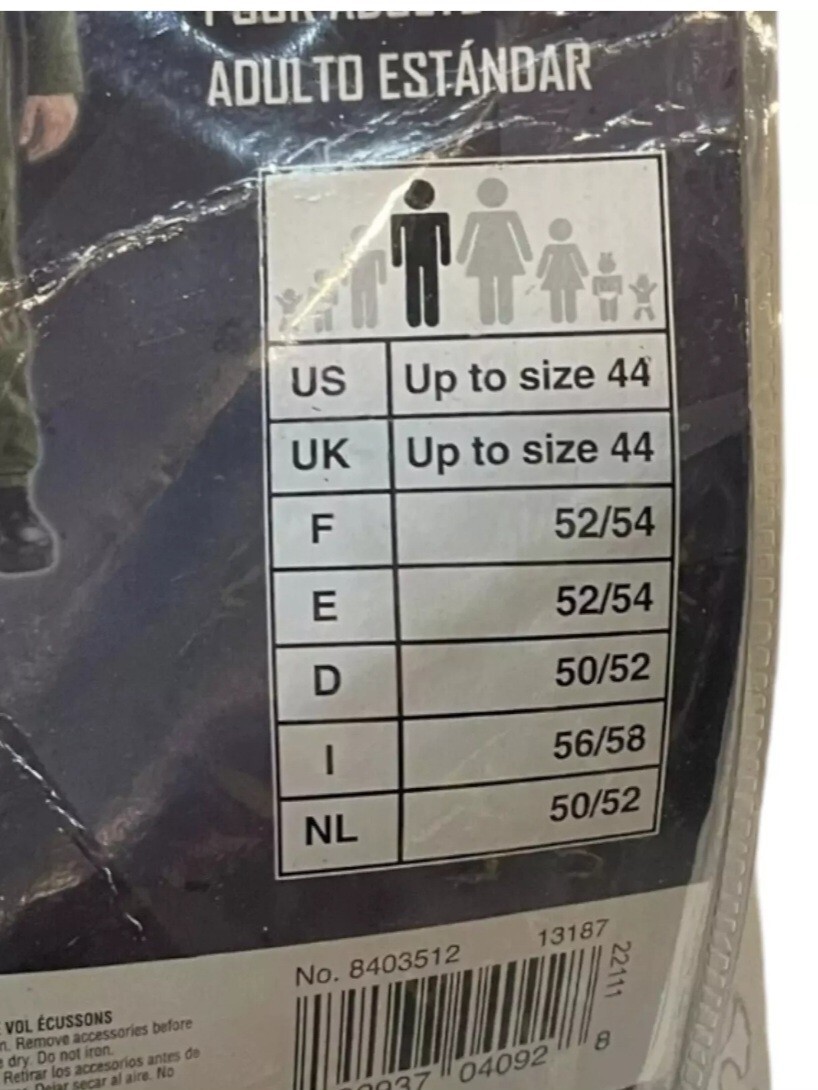 ADULTO ESTÁNDAR
US Up to size 44
UK Up to size 44
F 52/54
E 52/54
D 50/52
I 56/58
NL 50/52
No. 8403512 13187
22111
04092 8
VOL ÉCUSSONS
Remove accessories before
dry. Do not iron.
Retirar los accesorios antes de
secar al aire. No